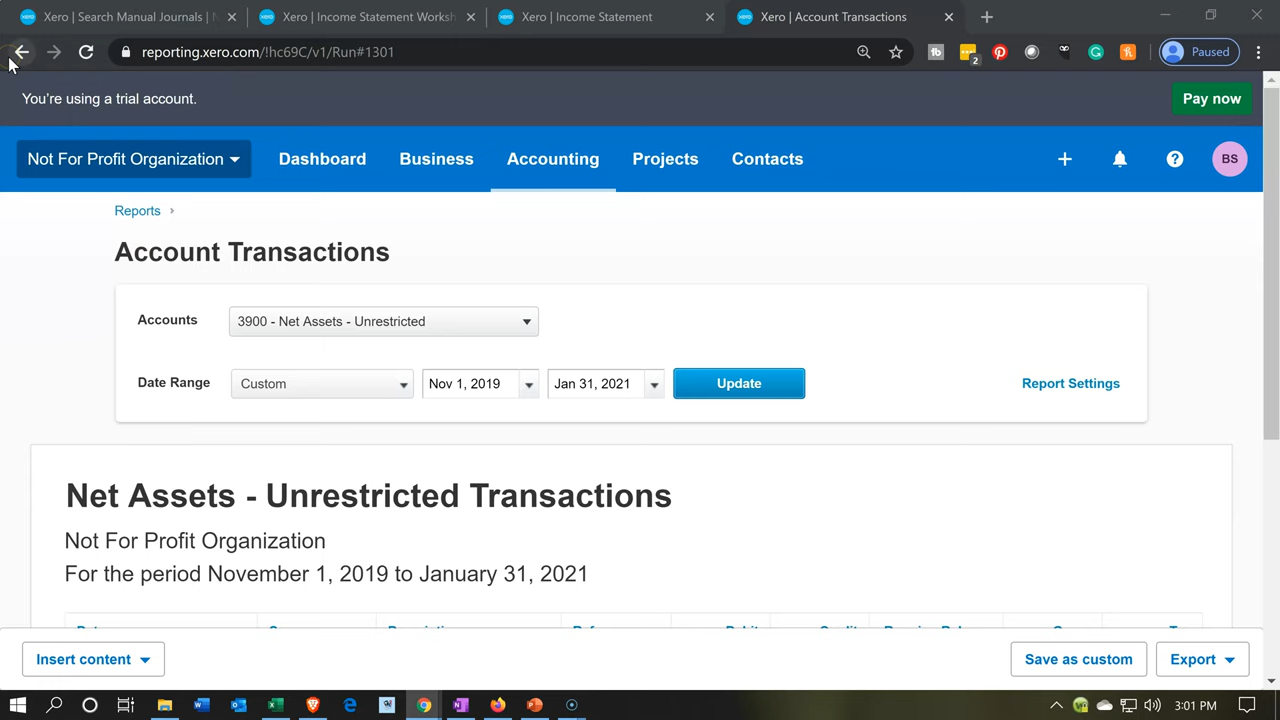 Xero | Search Manual Journals | N
Xero | Income Statement Worksh
Xero | Income Statement
Xero | Account Transactions
reporting.xero.com/!hc69C/v1/Run#1301
2
Paused
You're using a trial account.
Pay now
Not For Profit Organization
Dashboard
Business
Accounting
Projects
Contacts
BS
Reports
Account Transactions
Accounts
3900 - Net Assets - Unrestricted
Date Range
Custom
Nov 1, 2019
Jan 31, 2021
Update
Report Settings
Net Assets - Unrestricted Transactions
Not For Profit Organization
For the period November 1, 2019 to January 31, 2021
Insert content
Save as custom
Export
3:01 PM